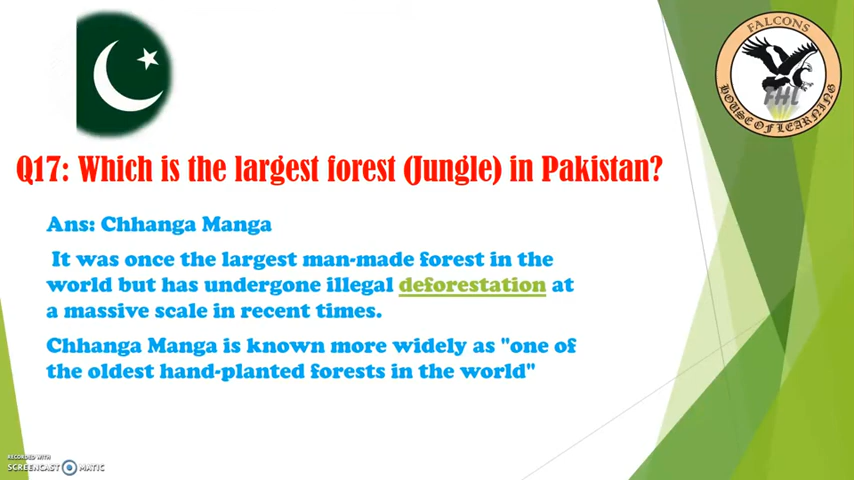 FALCONS
FHL
HOUSE OF LEARNING
Q17: Which is the largest forest (Jungle) in Pakistan?
Ans: Chhanga Manga
It was once the largest man-made forest in the
world but has undergone illegal deforestation at
a massive scale in recent times.
Chhanga Manga is known more widely as "one of
the oldest hand-planted forests in the world"
RECORDED WITH
SCREENCAST MATIC